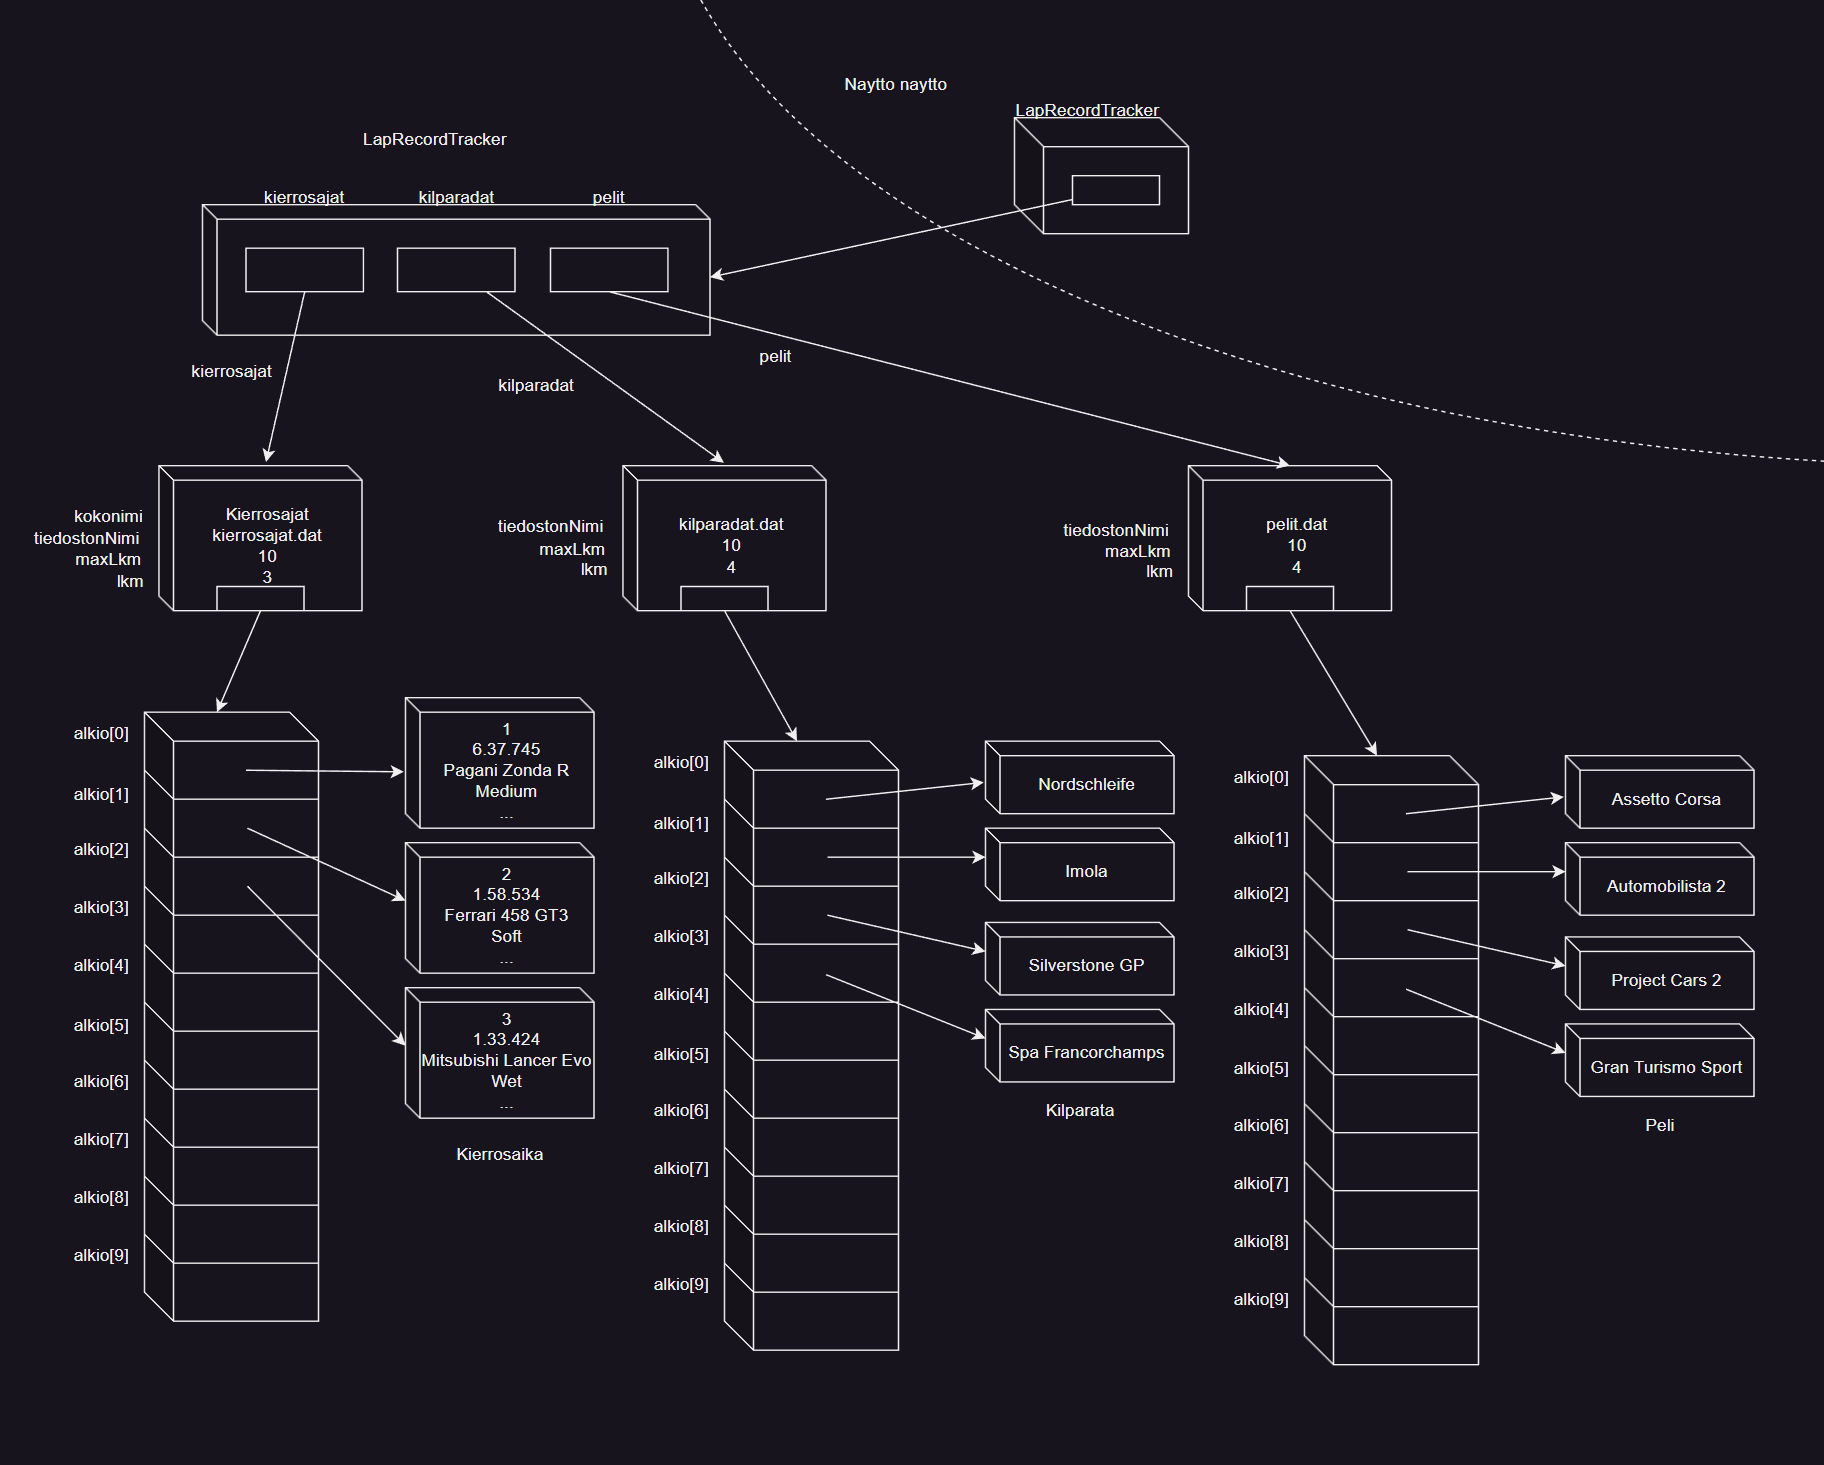 Naytto naytto
LapRecordTracker
LapRecordTracker
kierrosajat
kilparadat
pelit
kierrosajat
kilparadat
pelit
kokonimi
tiedostonNimi
maxLkm
lkm
Kierrosajat
kierrosajat.dat
10
3
tiedostonNimi
maxLkm
lkm
kilparadat.dat
10
4
tiedostonNimi
maxLkm
lkm
pelit.dat
10
4
alkio[0]
alkio[1]
alkio[2]
alkio[3]
alkio[4]
alkio[5]
alkio[6]
alkio[7]
alkio[8]
alkio[9]
1
6.37.745
Pagani Zonda R
Medium
...
2
1.58.534
Ferrari 458 GT3
Soft
...
3
1.33.424
Mitsubishi Lancer Evo
Wet
...
Kierrosaika
alkio[0]
alkio[1]
alkio[2]
alkio[3]
alkio[4]
alkio[5]
alkio[6]
alkio[7]
alkio[8]
alkio[9]
Nordschleife
Imola
Silverstone GP
Spa Francorchamps
Kilparata
alkio[0]
alkio[1]
alkio[2]
alkio[3]
alkio[4]
alkio[5]
alkio[6]
alkio[7]
alkio[8]
alkio[9]
Assetto Corsa
Automobilista 2
Project Cars 2
Gran Turismo Sport
Peli